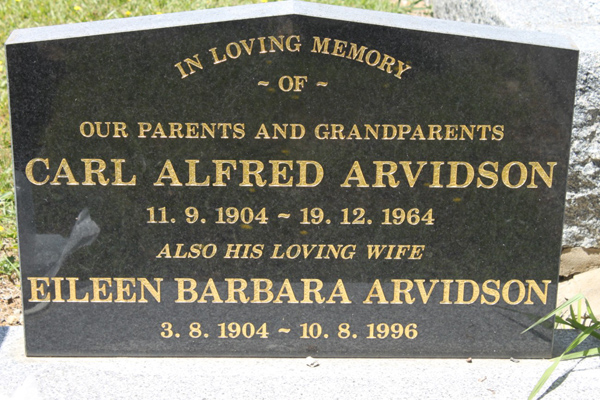 IN LOVING MEMORY
~ OF ~
OUR PARENTS AND GRANDPARENTS
CARL ALFRED ARVIDSON
11. 9. 1904 ~ 19. 12. 1964
ALSO HIS LOVING WIFE
EILEEN BARBARA ARVIDSON
3. 8. 1904 ~ 10. 8. 1996